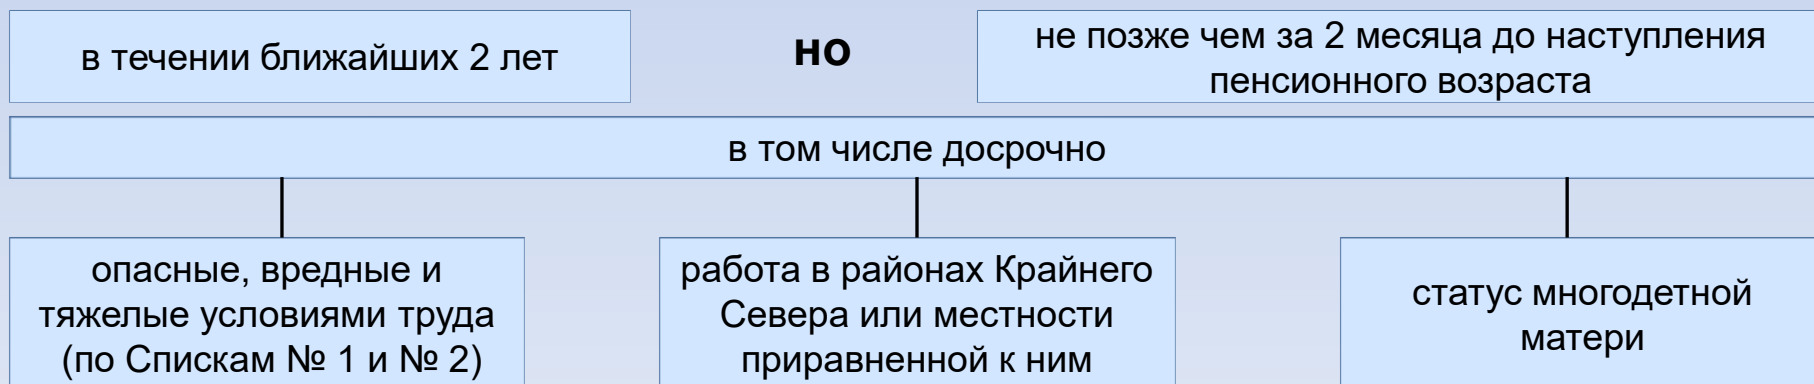 в течении ближайших 2 лет
но
не позже чем за 2 месяца до наступления
пенсионного возраста
в том числе досрочно
опасные, вредные и
тяжелые условиями труда
(по Спискам № 1 и № 2)
работа в районах Крайнего
Севера или местности
приравненной к ним
статус многодетной
матери